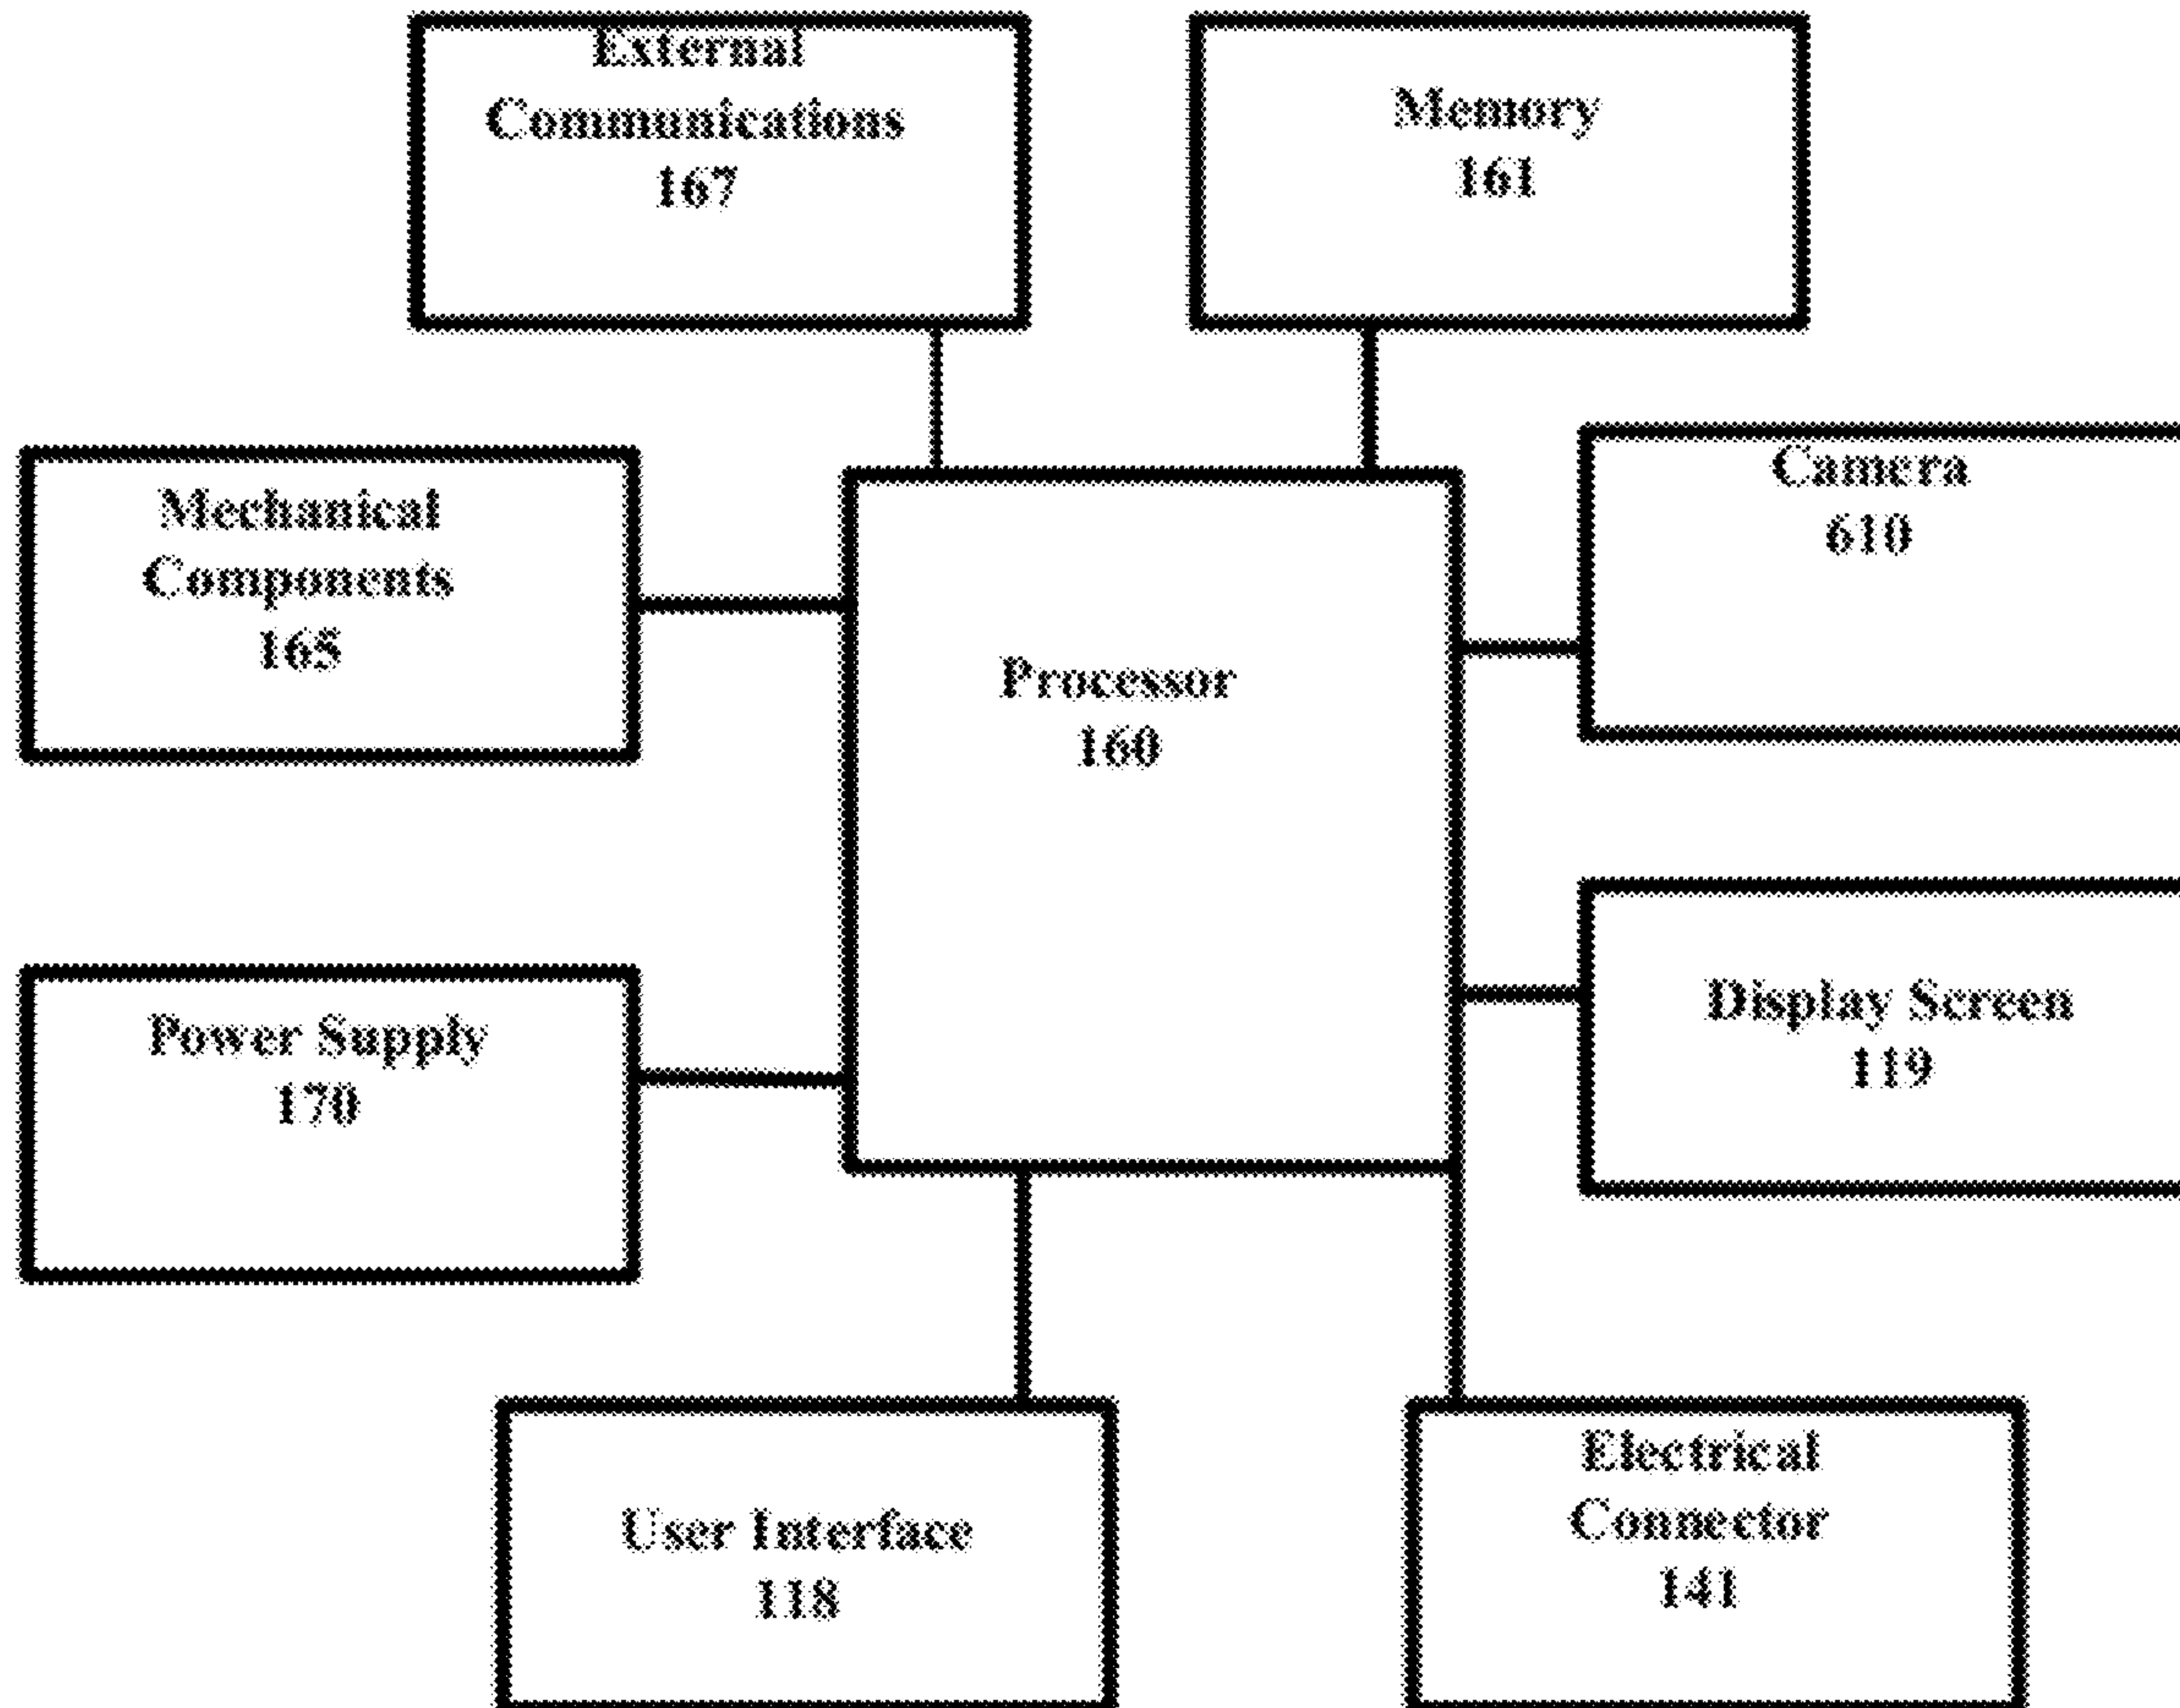 External
Communications
167
Memory
161
Mechanical
Components
165
Camera
610
Processor
160
Display Screen
119
Power Supply
170
User Interface
118
Electrical
Connector
141